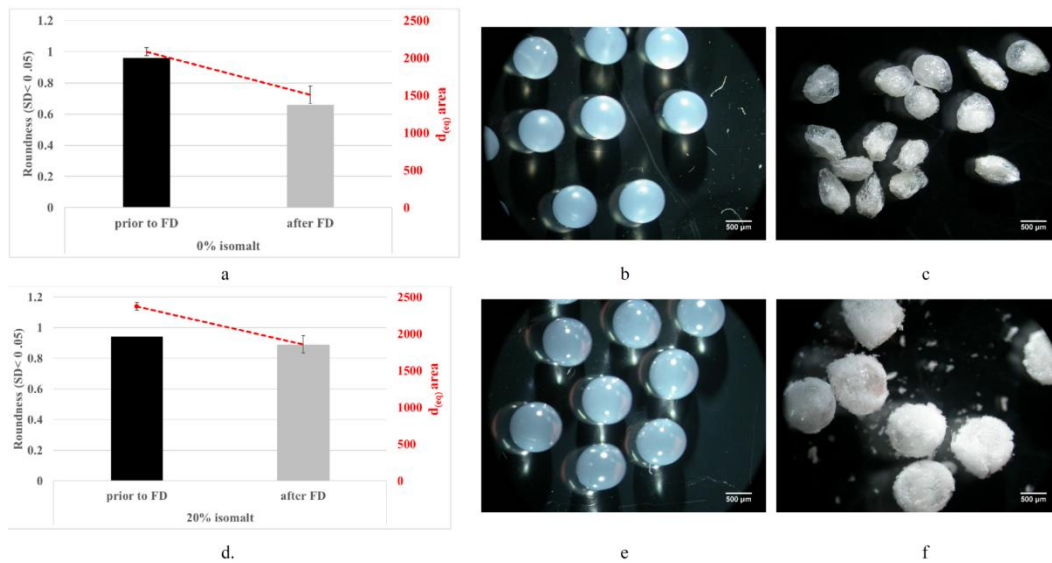 1.2
1
0.8
0.6
0.4
0.2
0
Roundness (SD< 0 .05)
2500
2000
1500
1000
500
0
d(eq) area
prior to FD
after FD
0% isomalt
500 µm
500 µm
a
b
c
1.2
1
0.8
0.6
0.4
0.2
0
Roundness (SD< 0.05)
2500
2000
1500
1000
500
0
d(eq) area
prior to FD
after FD
20% isomalt
500 µm
500 µm
d.
e
f